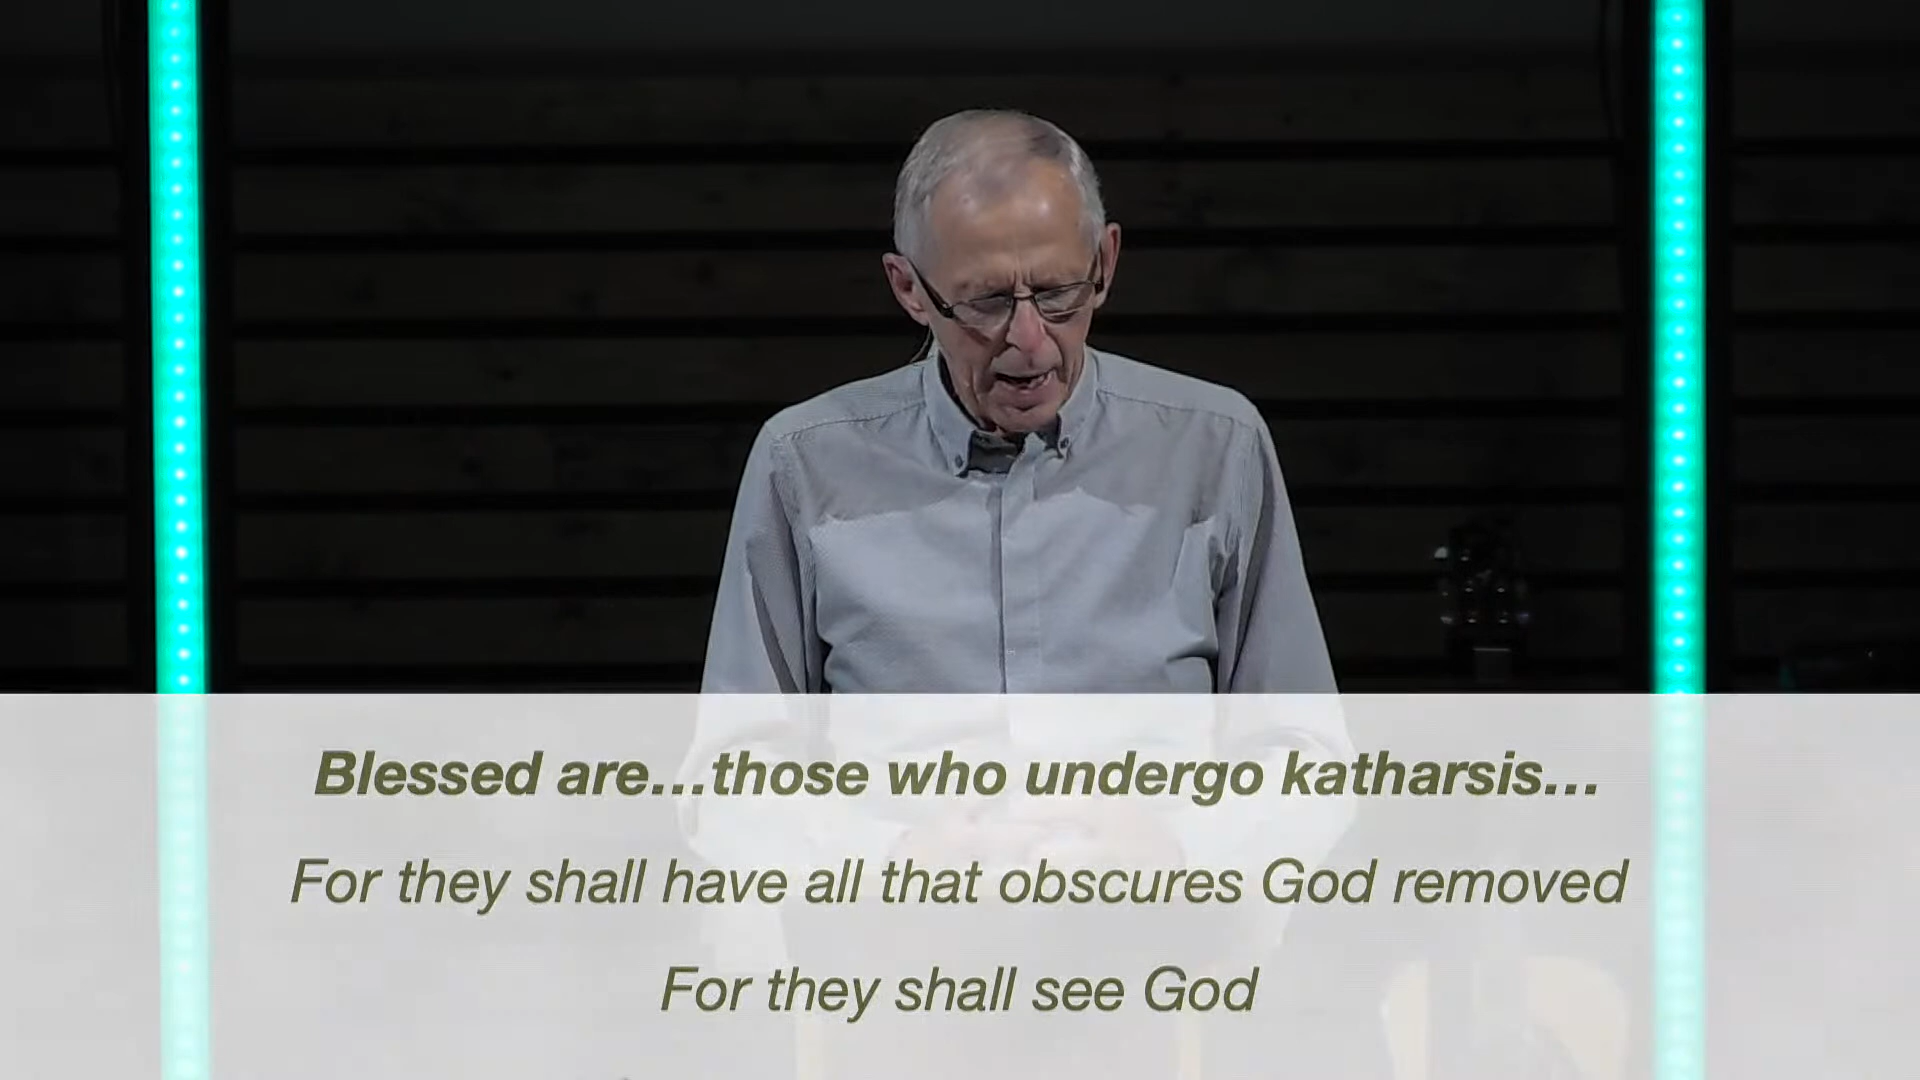 Blessed are...those who undergo katharsis...
For they shall have all that obscures God removed
For they shall see God